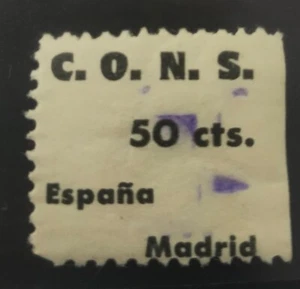 C. O. N. S.
50 cts.
España
Madrid